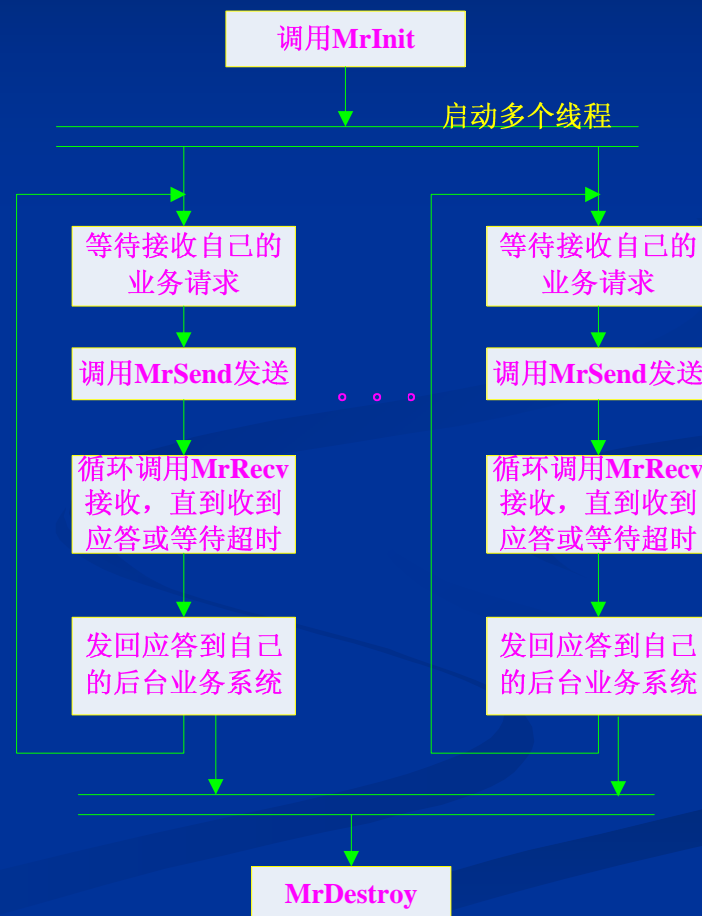 调用MrInit
启动多个线程
等待接收自己的
业务请求
调用MrSend发送
循环调用MrRecv
接收，直到收到
应答或等待超时
发回应答到自己
的后台业务系统
。。。
等待接收自己的
业务请求
调用MrSend发送
循环调用MrRecv
接收，直到收到
应答或等待超时
发回应答到自己
的后台业务系统
MrDestroy